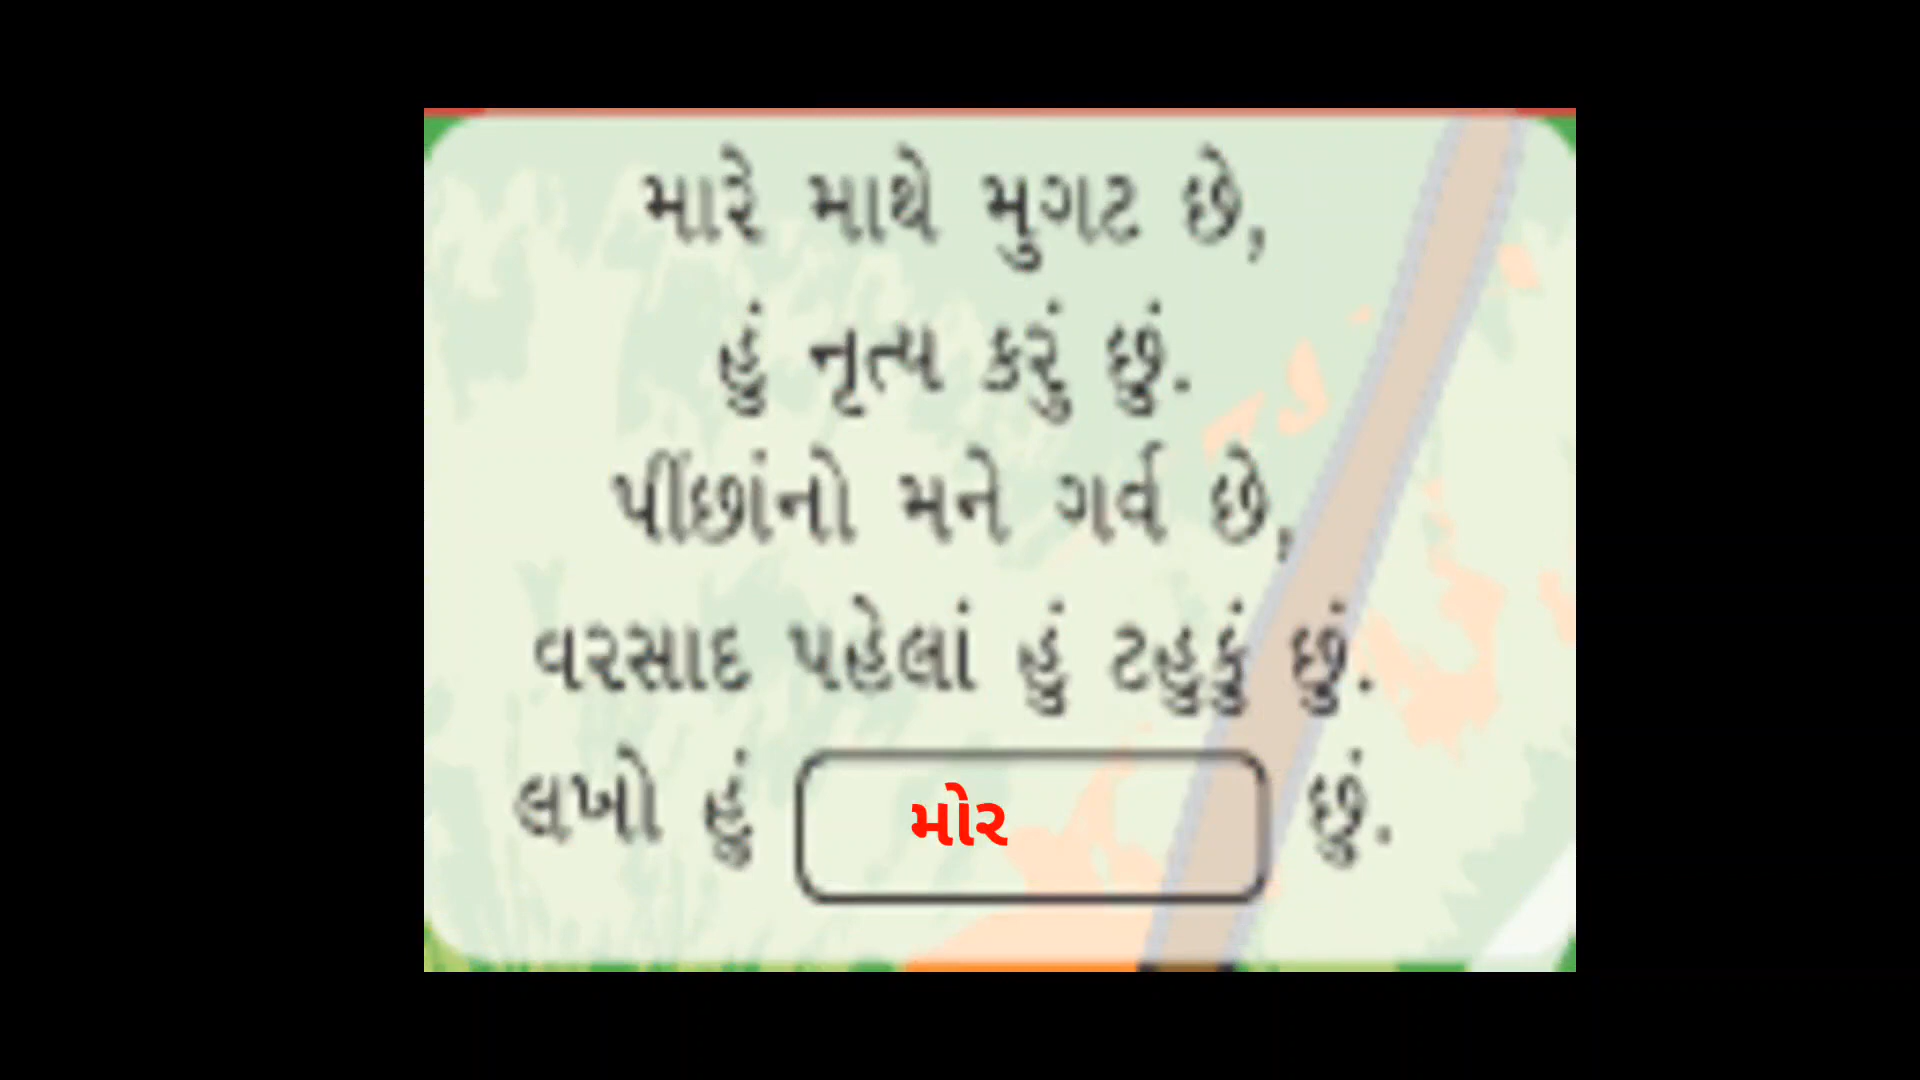 મારે માથે મુગટ છે,
હું નૃત્ય કરું છું.
પીંછાંનો મને ગર્વ છે,
વરસાદ પહેલાં હું ટહુકું છું.
લખો હું મોર છું.